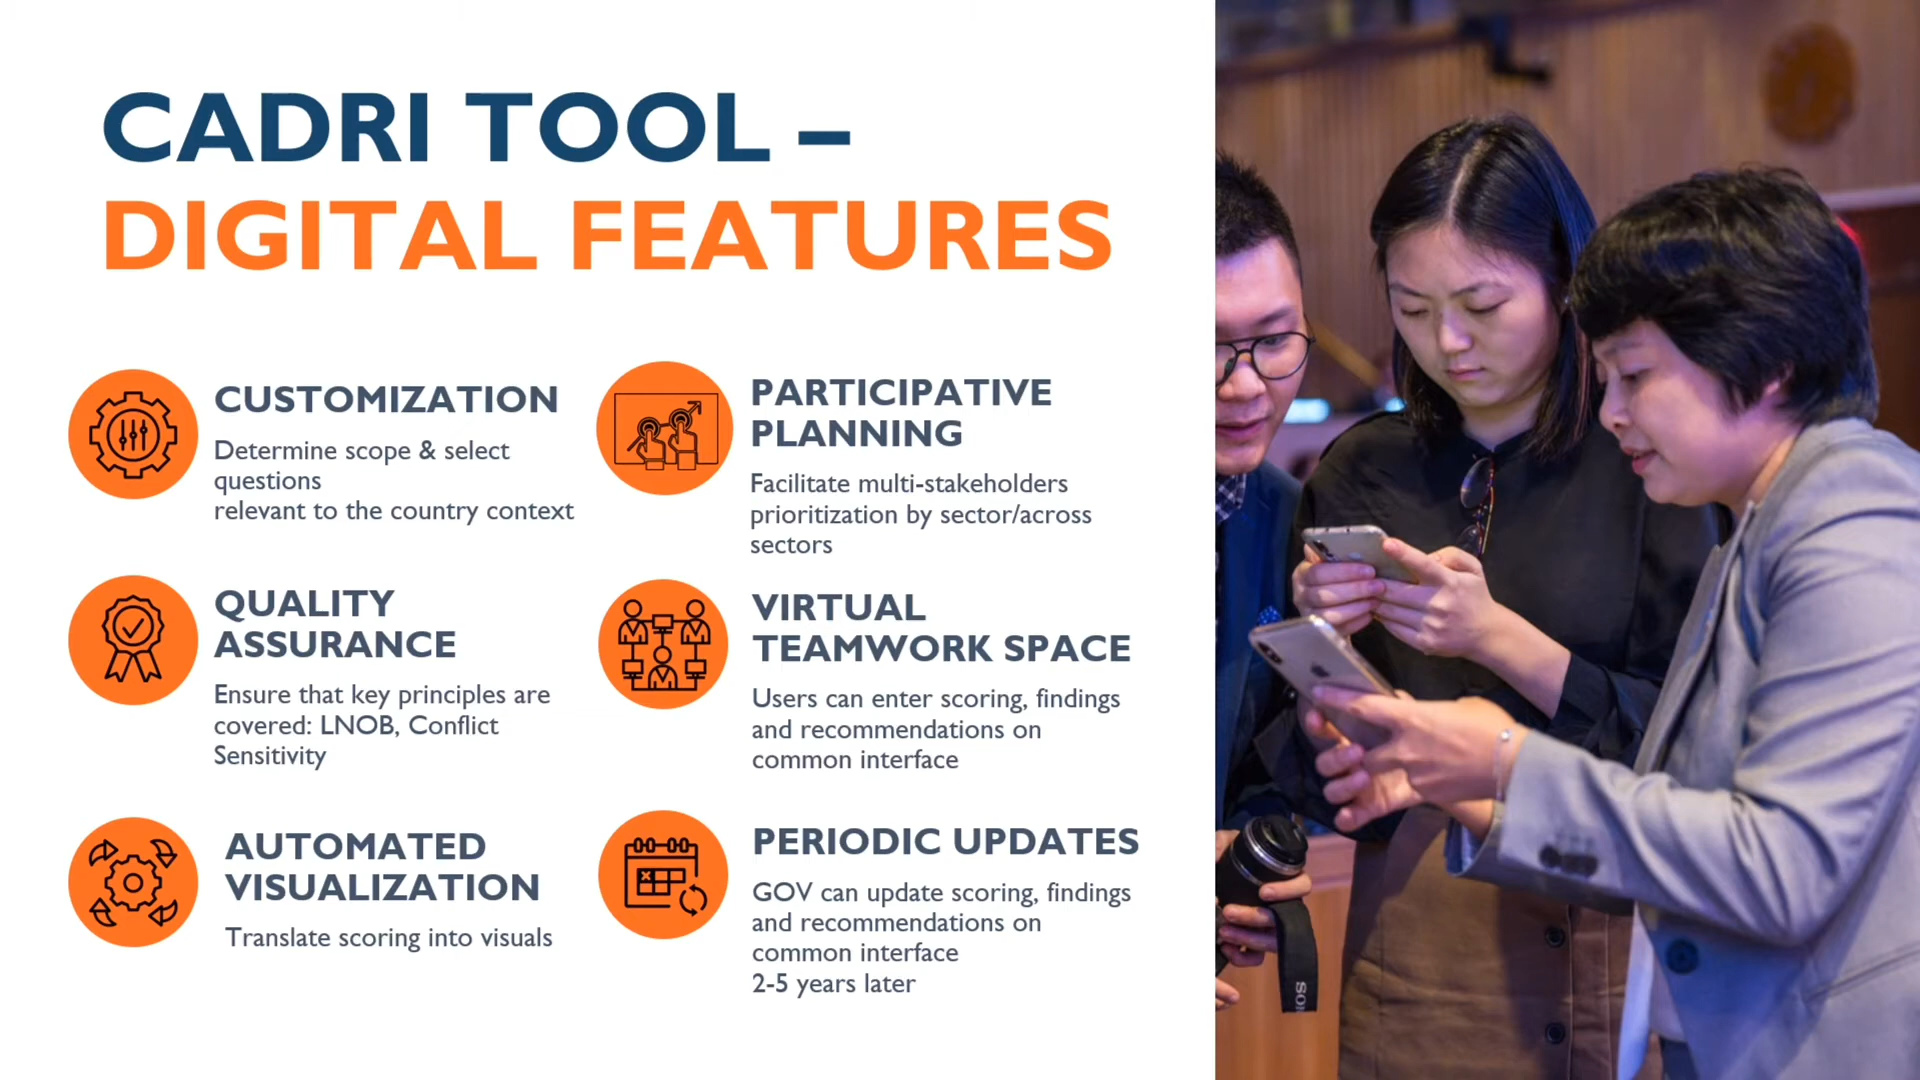 CADRI TOOL –
DIGITAL FEATURES
CUSTOMIZATION
Determine scope & select
questions
relevant to the country context
PARTICIPATIVE
PLANNING
Facilitate multi-stakeholders
prioritization by sector/across
sectors
QUALITY
ASSURANCE
Ensure that key principles are
covered: LNOB, Conflict
Sensitivity
VIRTUAL
TEAMWORK SPACE
Users can enter scoring, findings
and recommendations on
common interface
AUTOMATED
VISUALIZATION
Translate scoring into visuals
PERIODIC UPDATES
GOV can update scoring, findings
and recommendations on
common interface
2-5 years later